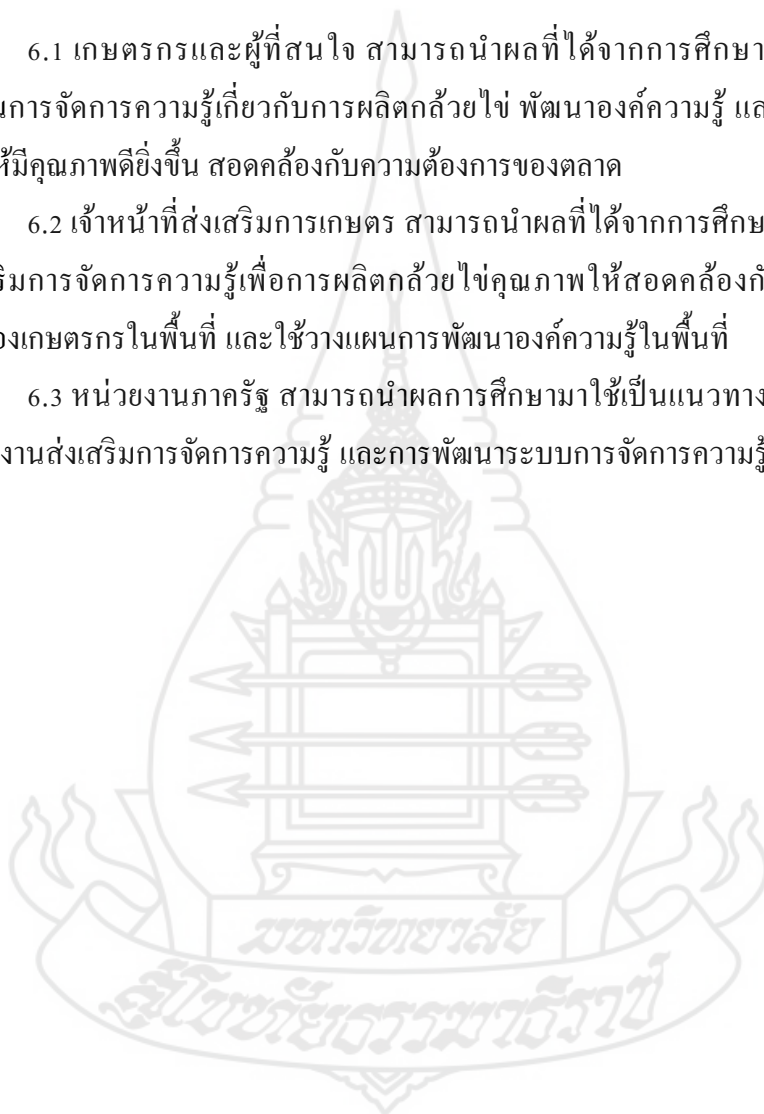 6.1 เกษตรกรและผู้ที่สนใจ สามารถนำผลที่ได้จากการศึกษา
นการจัดการความรู้เกี่ยวกับการผลิตกล้วยไข่ พัฒนาองค์ความรู้ แล
ห้มีคุณภาพดียิ่งขึ้น สอดคล้องกับความต้องการของตลาด
6.2 เจ้าหน้าที่ส่งเสริมการเกษตร สามารถนำผลที่ได้จากการศึกษ
ริมการจัดการความรู้เพื่อการผลิตกล้วยไข่คุณภาพให้สอดคล้องกั
องเกษตรกรในพื้นที่ และใช้วางแผนการพัฒนาองค์ความรู้ในพื้นที่
6.3 หน่วยงานภาครัฐ สามารถนำผลการศึกษามาใช้เป็นแนวทาง
งานส่งเสริมการจัดการความรู้ และการพัฒนาระบบการจัดการความรู้
มหาวิทยาลัย
สุโขทัยธรรมาธิราช